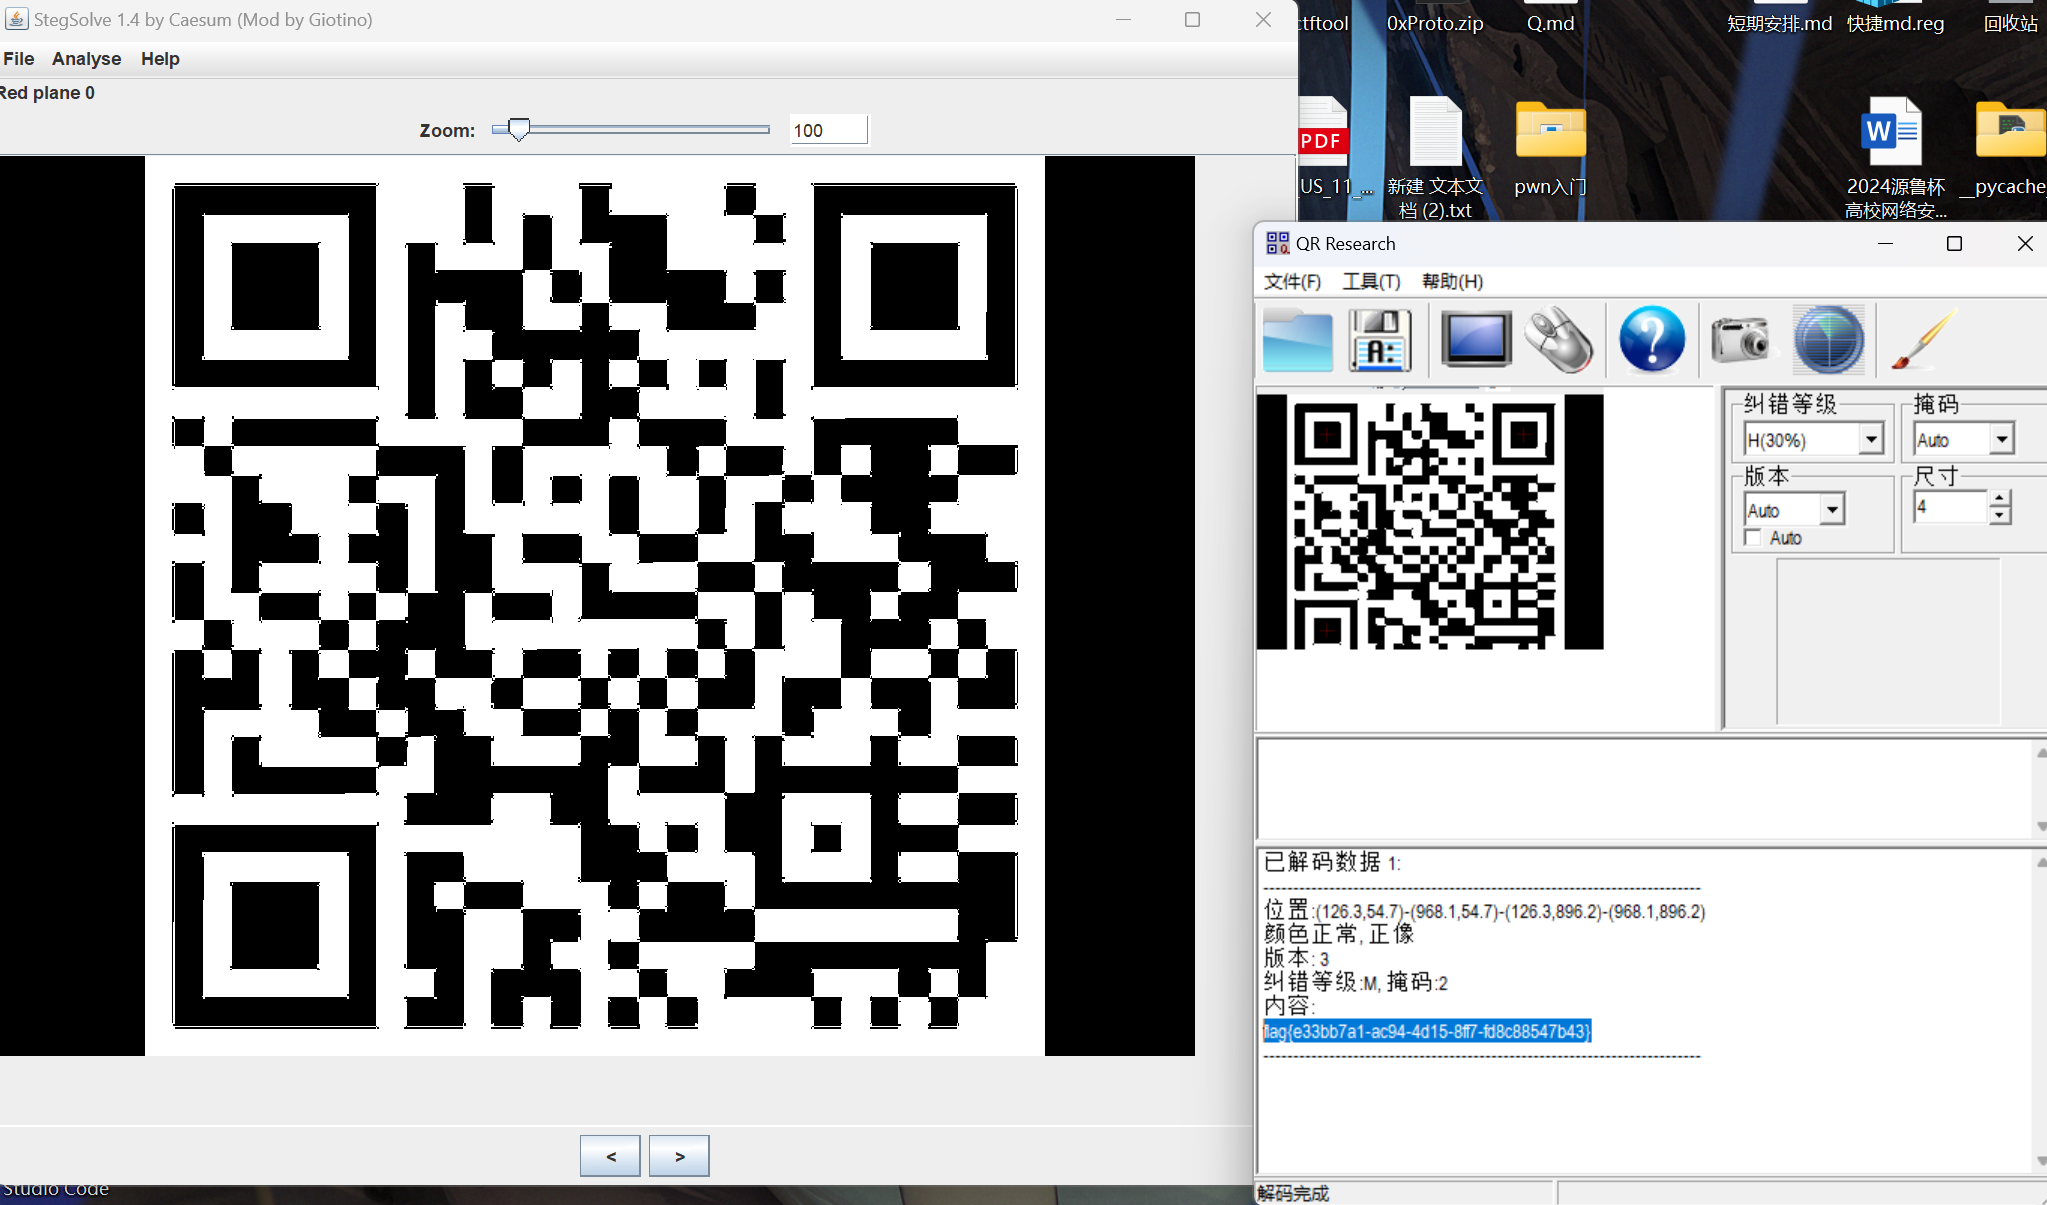 StegSolve 1.4 by Caesum (Mod by Giotino)
File Analyse Help
Red plane 0
Zoom: 100
< >
Studio Code
ctftool 0xProto.zip Q.md 短期安排.md 快捷md.reg 回收站
PDF W
_US_11_... 新建 文本文档 (2).txt pwn入门 2024源鲁杯高校网络安... __pycache
QR Research
文件(F) 工具(T) 帮助(H)
A:
?
纠错等级 掩码
H(30%) Auto
版本 尺寸
Auto 4
Auto
已解码数据 1:
--------------------------------------------------------------------------
位置:(126.3,54.7)-(968.1,54.7)-(126.3,896.2)-(968.1,896.2)
颜色正常, 正像
版本: 3
纠错等级:M, 掩码:2
内容:
flag{e33bb7a1-ac94-4d15-8ff7-fd8c88547b43}
--------------------------------------------------------------------------
解码完成